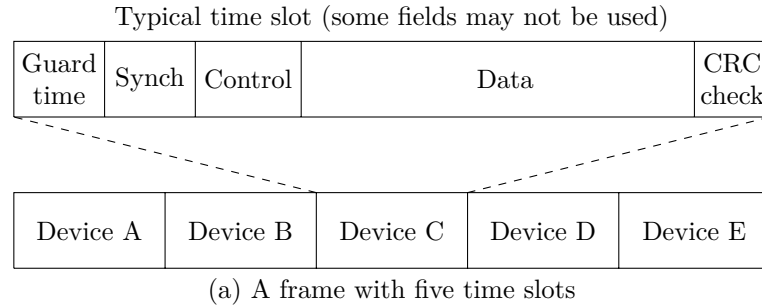 Typical time slot (some fields may not be used)
Guard time
Synch
Control
Data
CRC check
Device A
Device B
Device C
Device D
Device E
(a) A frame with five time slots